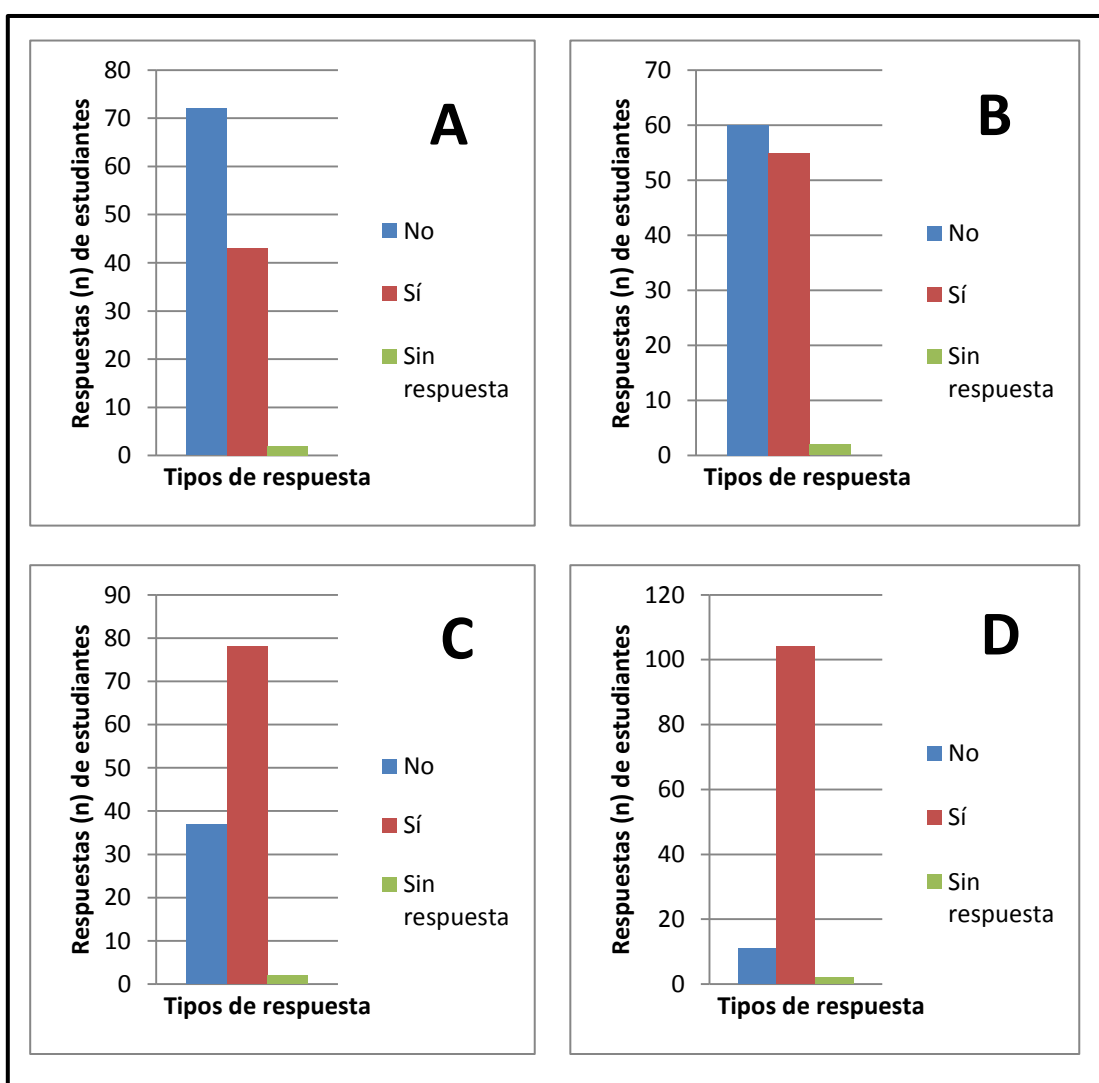 A
Respuestas (n) de estudiantes
80
70
60
50
40
30
20
10
0
No
Sí
Sin
respuesta
Tipos de respuesta
B
Respuestas (n) de estudiantes
70
60
50
40
30
20
10
0
No
Sí
Sin
respuesta
Tipos de respuesta
C
Respuestas (n) de estudiantes
90
80
70
60
50
40
30
20
10
0
No
Sí
Sin
respuesta
Tipos de respuesta
D
Respuestas (n) de estudiantes
120
100
80
60
40
20
0
No
Sí
Sin
respuesta
Tipos de respuesta